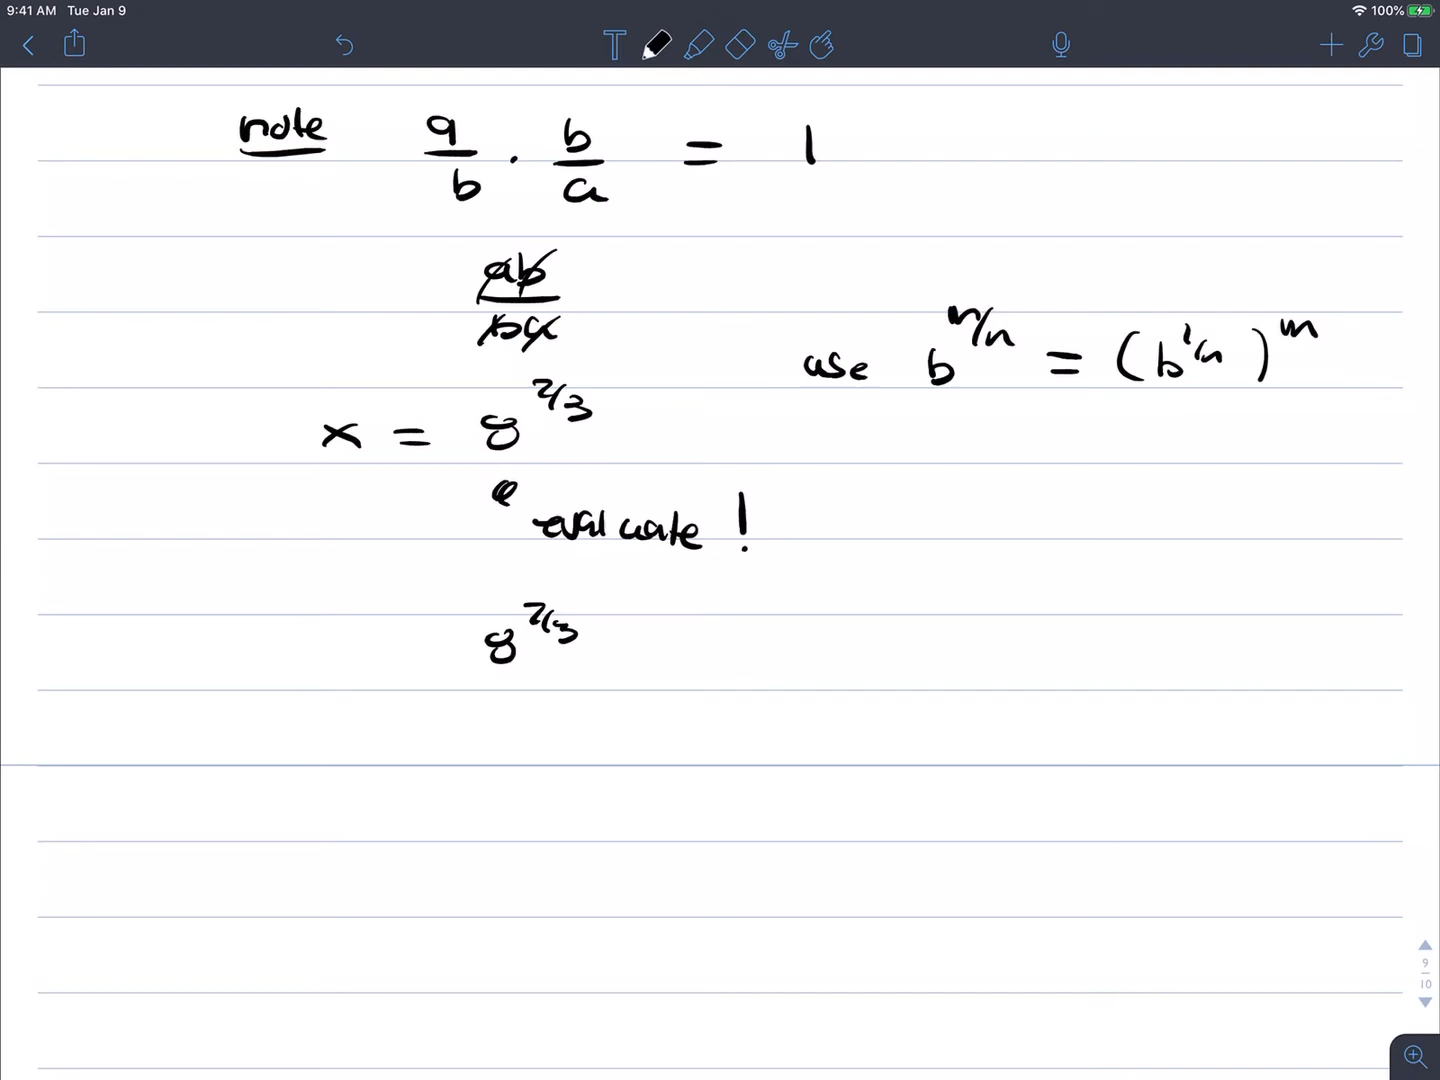 9:41 AM Tue Jan 9 100%
note a/b · b/a = 1
ab/ba
use b^m/n = (b^1/n)^m
x = 8^2/3
evaluate !
8^2/3
9
10